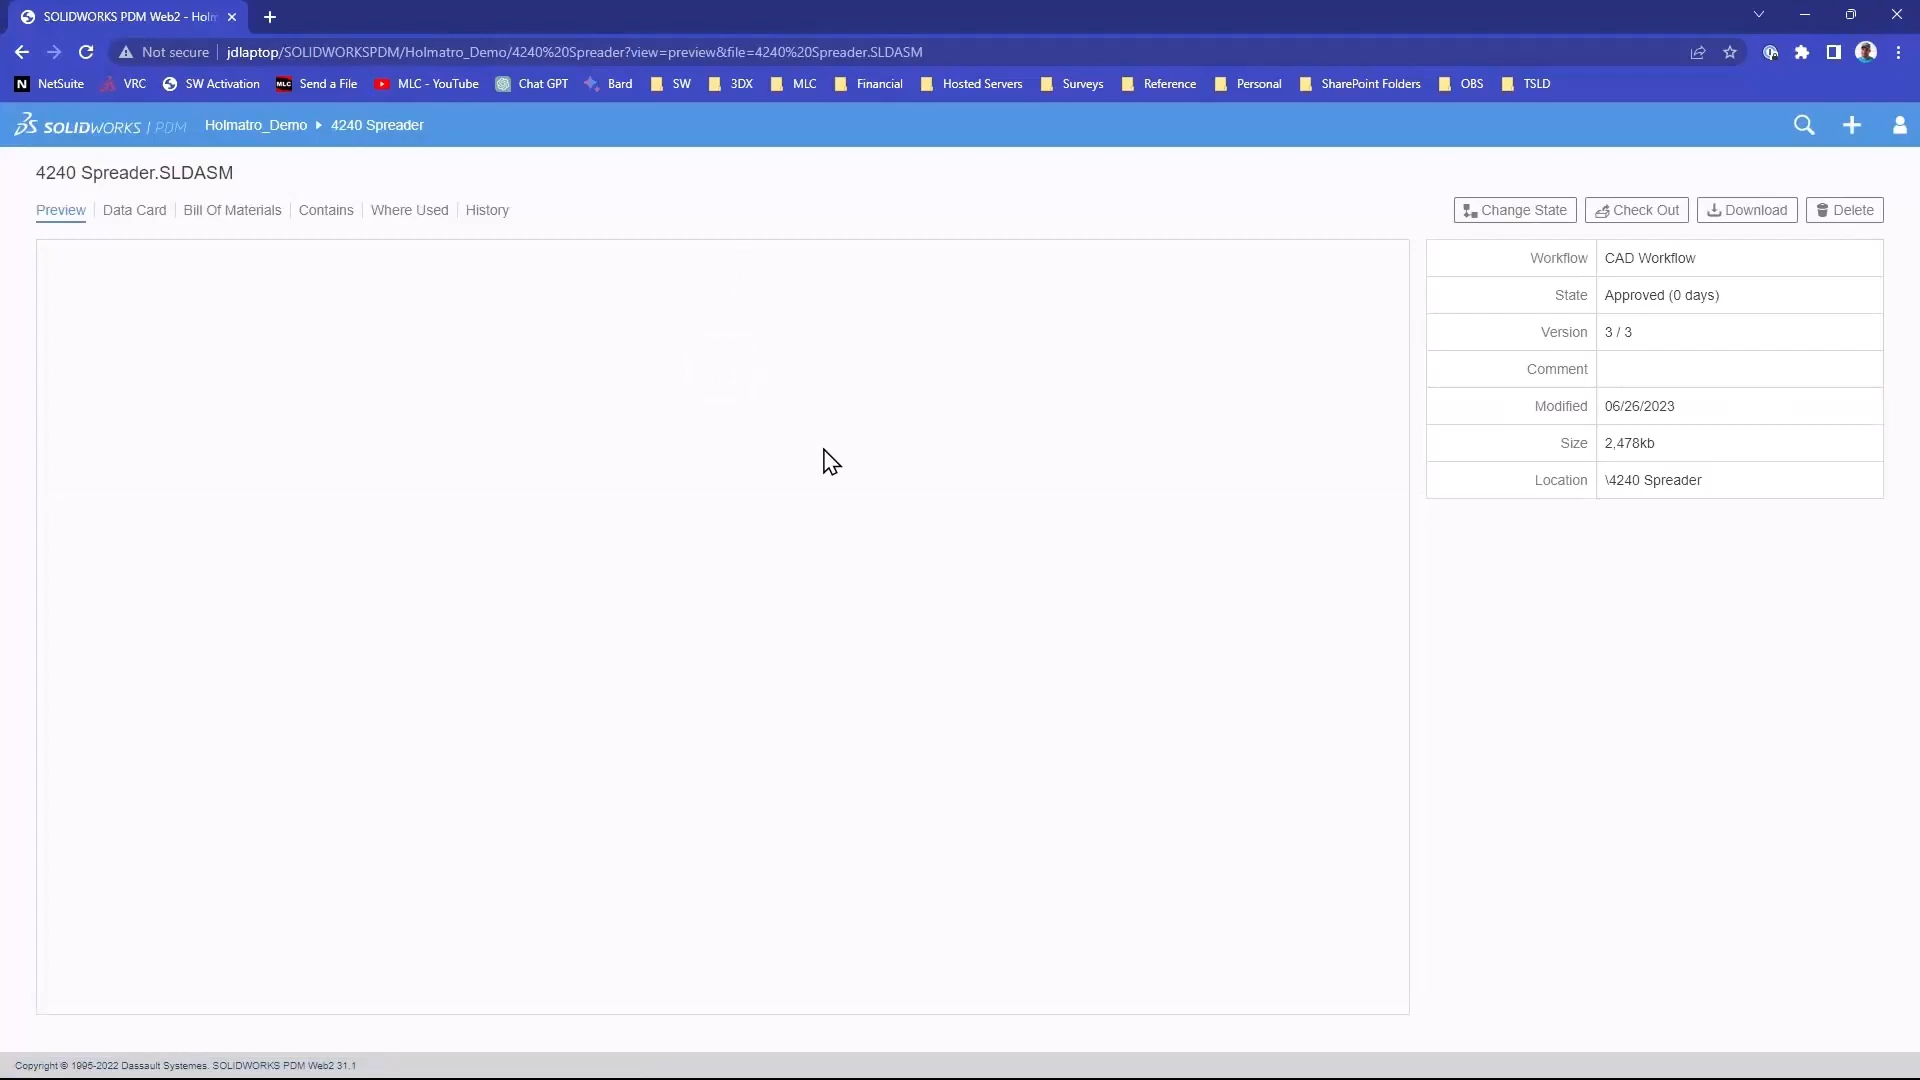 SOLIDWORKS PDM Web2 - Holm
Not secure jdlaptop/SOLIDWORKSPDM/Holmatro_Demo/4240%20Spreader?view=preview&file=4240%20Spreader.SLDASM
N NetSuite VRC SW Activation MLC Send a File MLC - YouTube Chat GPT Bard SW 3DX MLC Financial Hosted Servers Surveys Reference Personal SharePoint Folders OBS TSLD
SOLIDWORKS | PDM Holmatro_Demo 4240 Spreader
4240 Spreader.SLDASM
Preview Data Card Bill Of Materials Contains Where Used History Change State Check Out Download Delete
Workflow CAD Workflow
State Approved (0 days)
Version 3 / 3
Comment
Modified 06/26/2023
Size 2,478kb
Location \4240 Spreader
Copyright © 1995-2022 Dassault Systemes. SOLIDWORKS PDM Web2 31.1